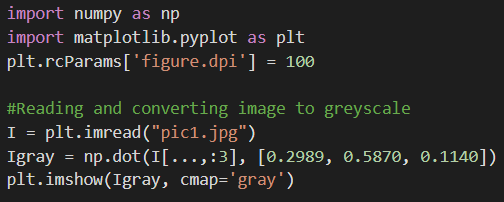 import numpy as np
import matplotlib.pyplot as plt
plt.rcParams['figure.dpi'] = 100
#Reading and converting image to greyscale
I = plt.imread("pic1.jpg")
Igray = np.dot(I[...,:3], [0.2989, 0.5870, 0.1140])
plt.imshow(Igray, cmap='gray')